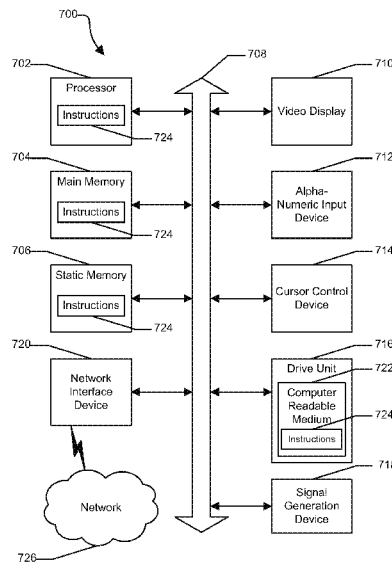 700
708
702
710
Processor
Instructions
724
Video Display
704
712
Main Memory
Instructions
724
Alpha-
Numeric Input
Device
706
714
Static Memory
Instructions
724
Cursor Control
Device
720
716
Network
Interface
Device
Drive Unit
722
Computer
Readable
Medium
724
Instructions
718
Network
Signal
Generation
Device
726